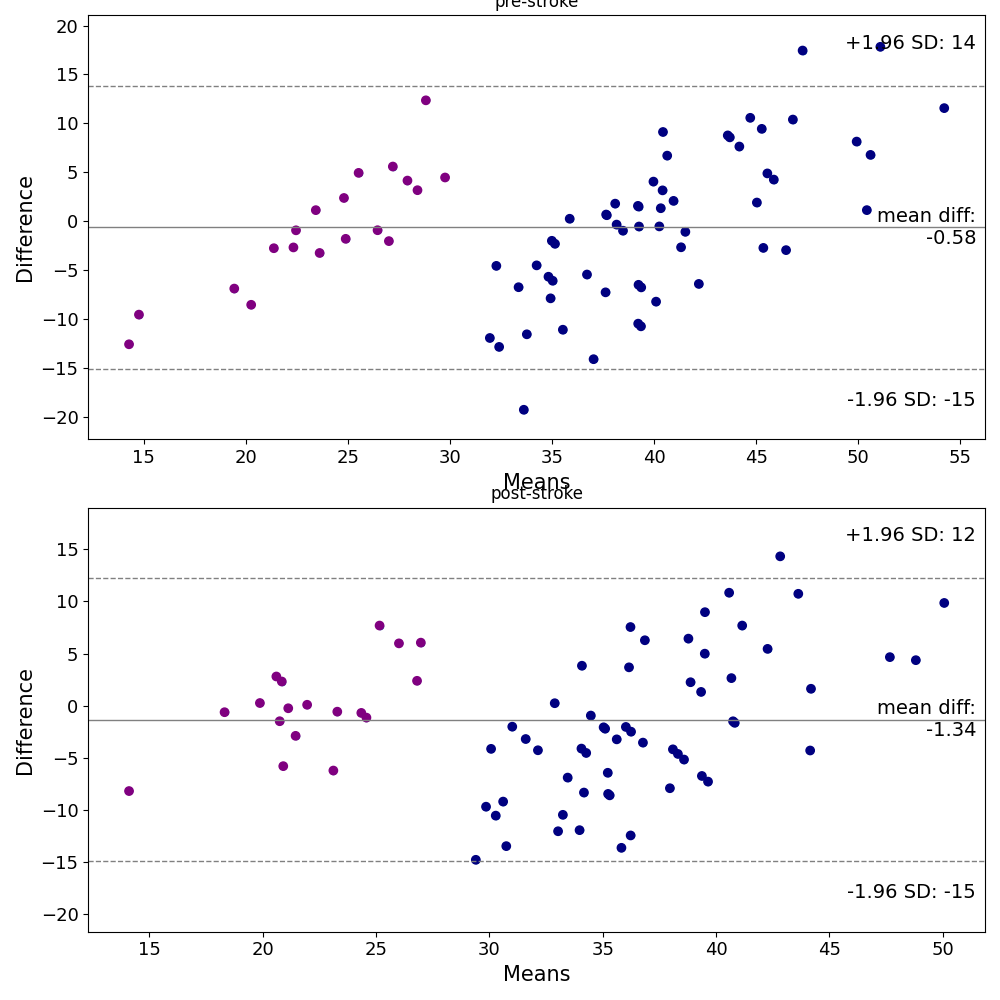 pre-stroke
20
15
10
5
0
−5
−10
−15
−20
Difference
+1.96 SD: 14
mean diff:
-0.58
-1.96 SD: -15
15 20 25 30 35 40 45 50 55
Means
post-stroke
15
10
5
0
−5
−10
−15
−20
Difference
+1.96 SD: 12
mean diff:
-1.34
-1.96 SD: -15
15 20 25 30 35 40 45 50
Means